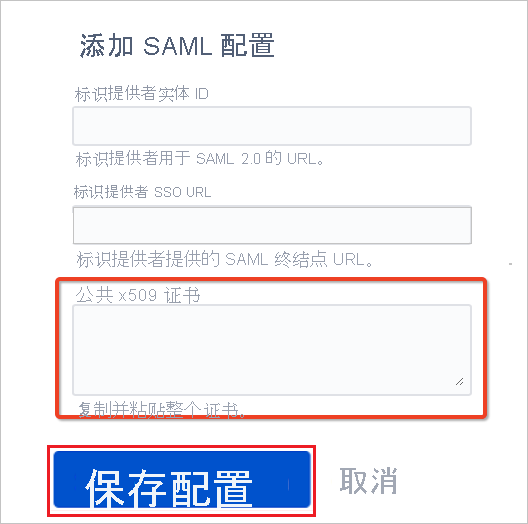 添加 SAML 配置
标识提供者实体 ID
标识提供者用于 SAML 2.0 的 URL。
标识提供者 SSO URL
标识提供者提供的 SAML 终结点 URL。
公共 x509 证书
复制并粘贴整个证书。
保存配置 取消